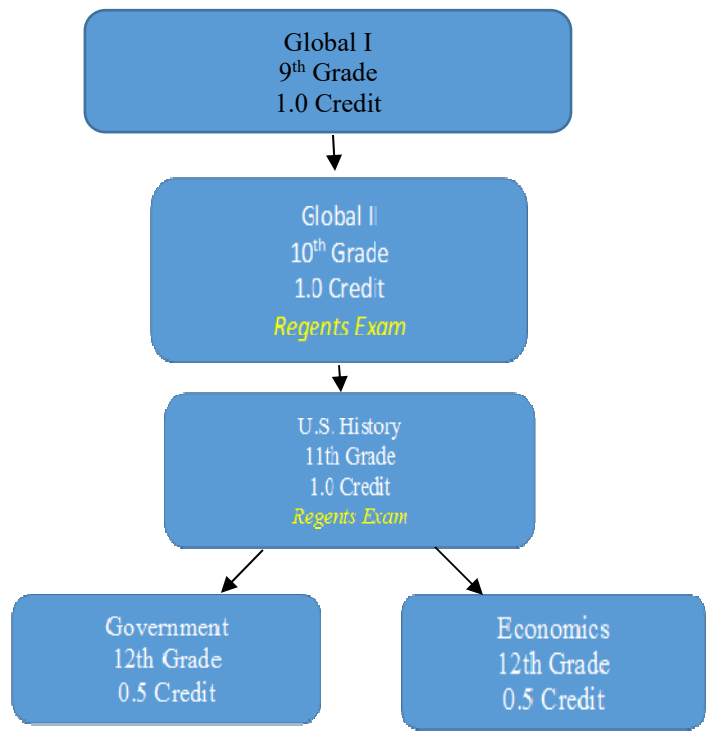 Global I
9th Grade
1.0 Credit
Global II
10th Grade
1.0 Credit
Regents Exam
U.S. History
11th Grade
1.0 Credit
Regents Exam
Government
12th Grade
0.5 Credit
Economics
12th Grade
0.5 Credit